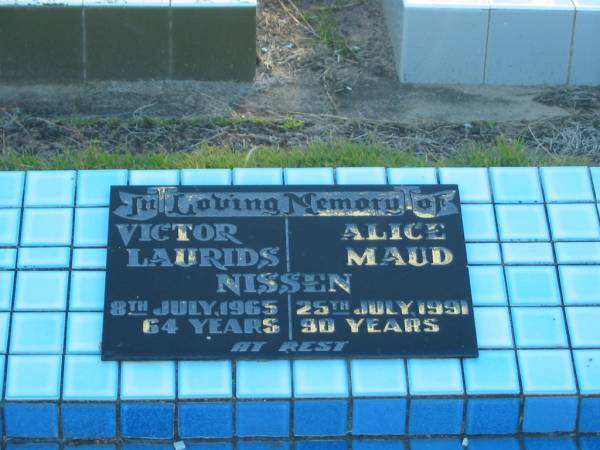 In Loving Memory Of
VICTOR ALICE
LAURIDS MAUD
NISSEN
8TH JULY, 1965 25TH JULY, 1991
64 YEARS 90 YEARS
AT REST